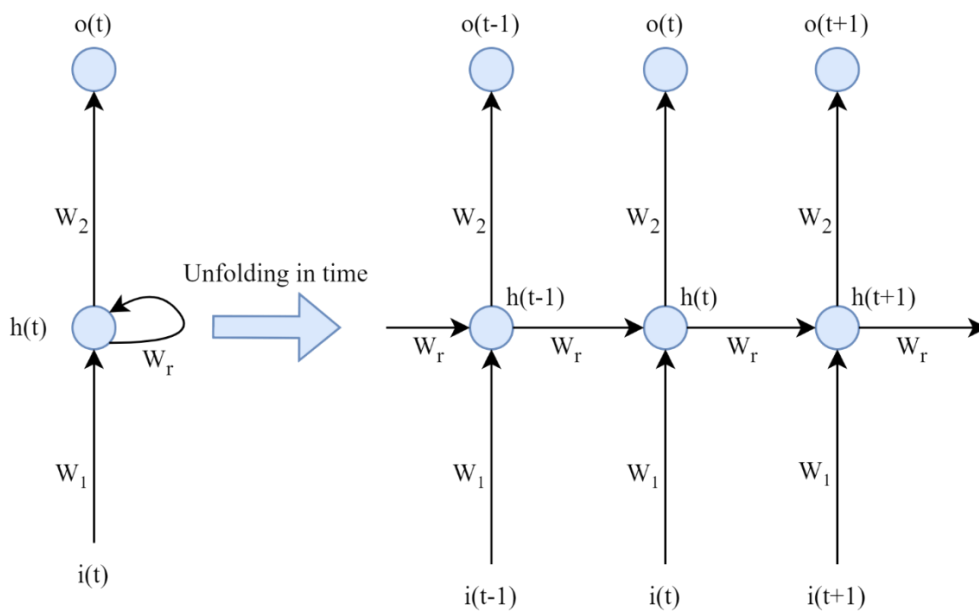 o(t)
o(t-1)
o(t)
o(t+1)
W₂
W₂
W₂
W₂
Unfolding in time
h(t)
h(t-1)
h(t)
h(t+1)
Wᵣ
Wᵣ
Wᵣ
Wᵣ
Wᵣ
W₁
W₁
W₁
W₁
i(t)
i(t-1)
i(t)
i(t+1)